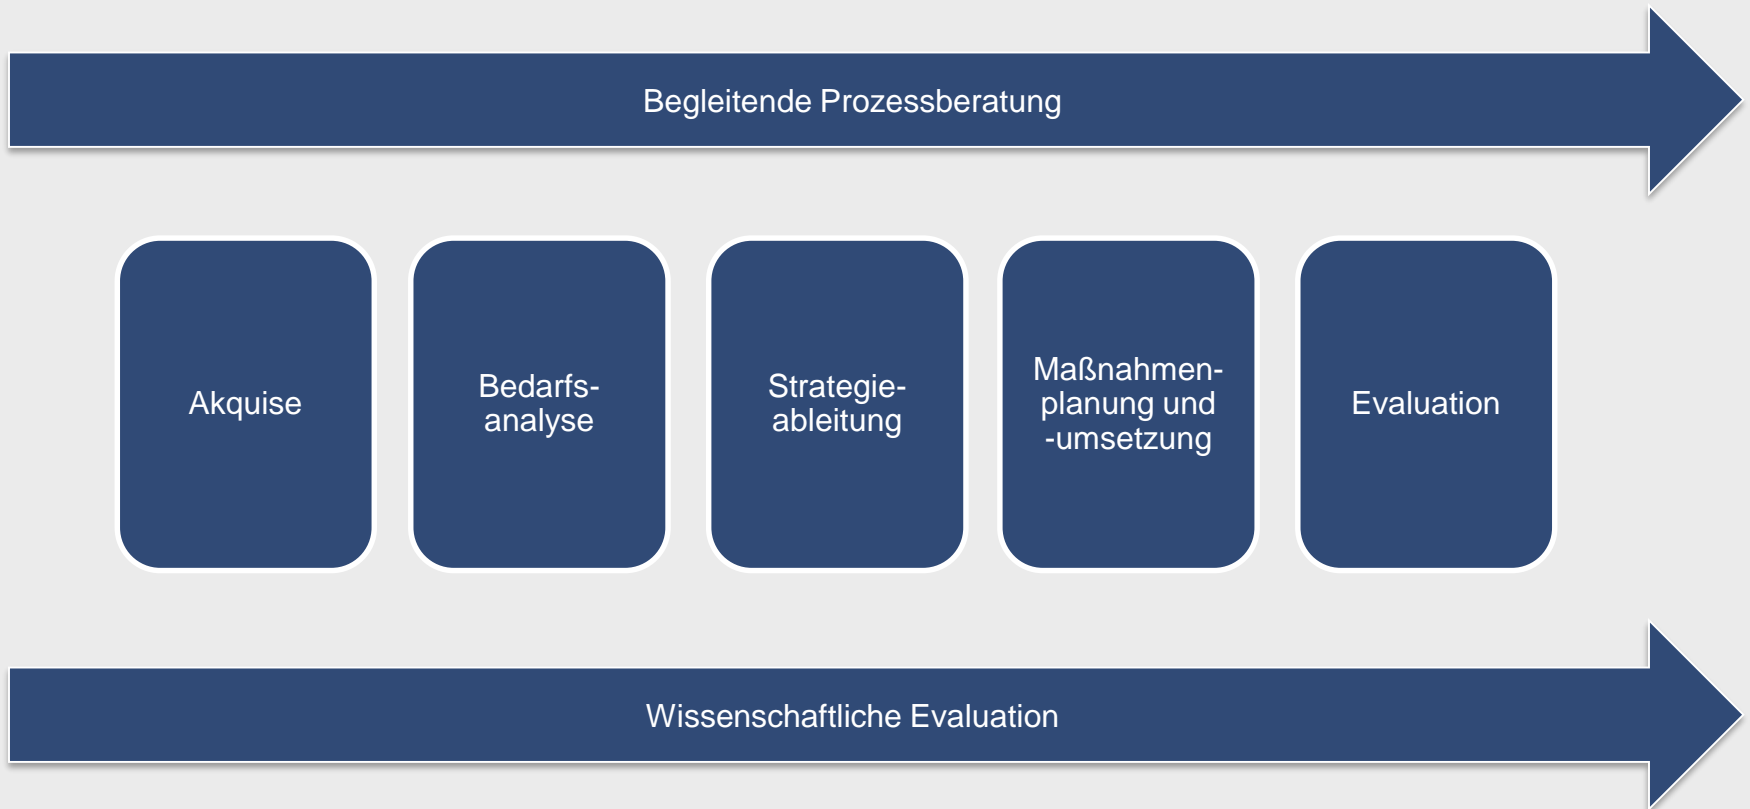 Begleitende Prozessberatung
Akquise
Bedarfs-
analyse
Strategie-
ableitung
Maßnahmen-
planung und
-umsetzung
Evaluation
Wissenschaftliche Evaluation